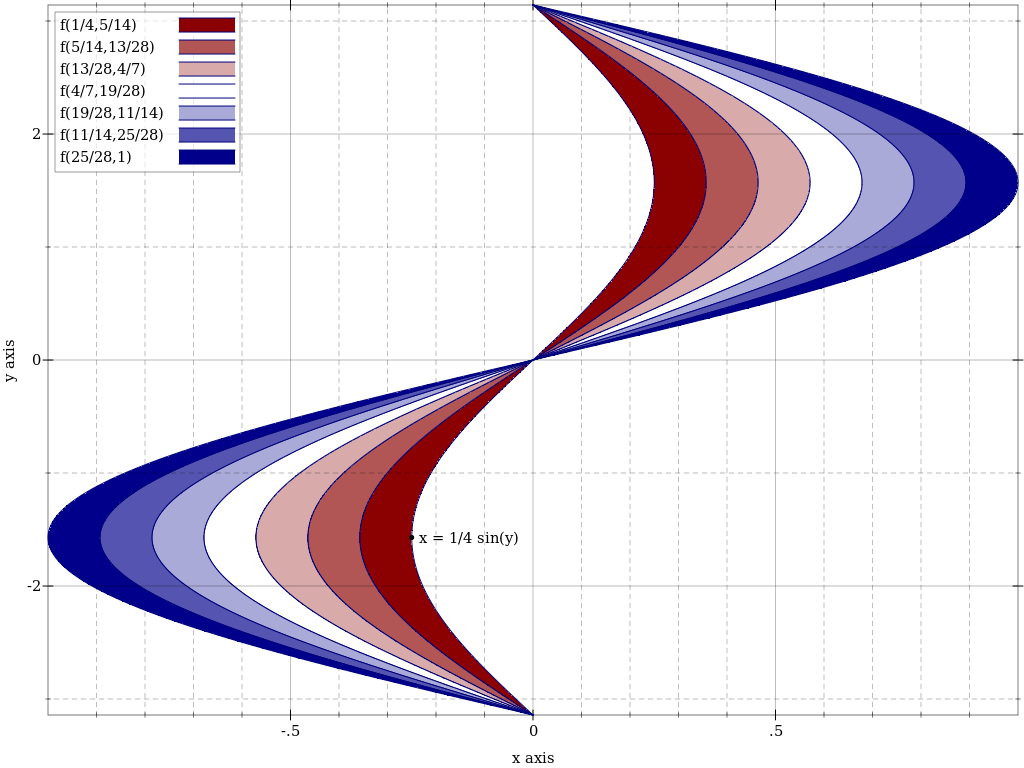 f(1/4,5/14)
f(5/14,13/28)
f(13/28,4/7)
f(4/7,19/28)
f(19/28,11/14)
f(11/14,25/28)
f(25/28,1)
2
0
-2
y axis
x = 1/4 sin(y)
-.5 0 .5
x axis